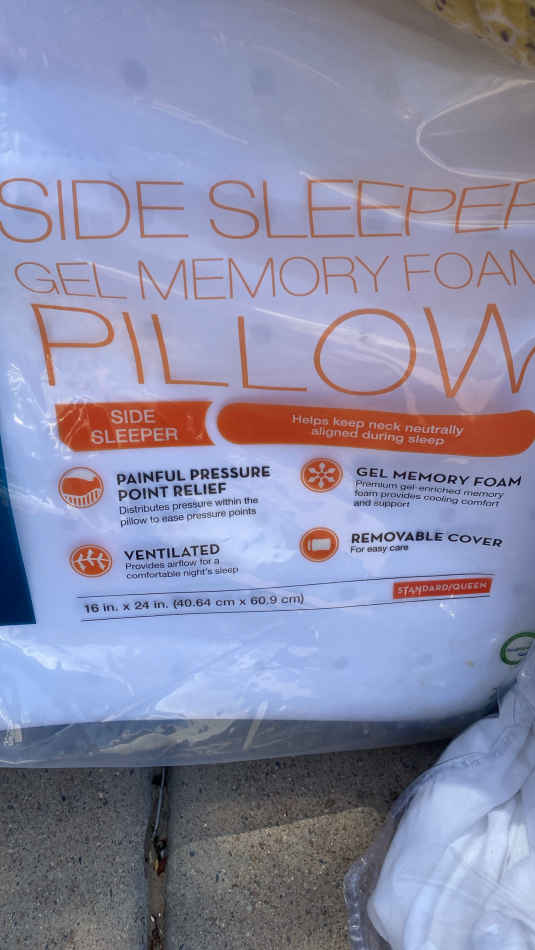 SIDE SLEEPER
GEL MEMORY FOAM
PILLOW
SIDE
SLEEPER
Helps keep neck neutrally
aligned during sleep
PAINFUL PRESSURE
POINT RELIEF
Distributes pressure within the
pillow to ease pressure points
GEL MEMORY FOAM
Premium gel-enriched memory
foam provides cooling comfort
and support
VENTILATED
Provides airflow for a
comfortable night's sleep
REMOVABLE COVER
For easy care
16 in. x 24 in. (40.64 cm x 60.9 cm)
STANDARD/QUEEN